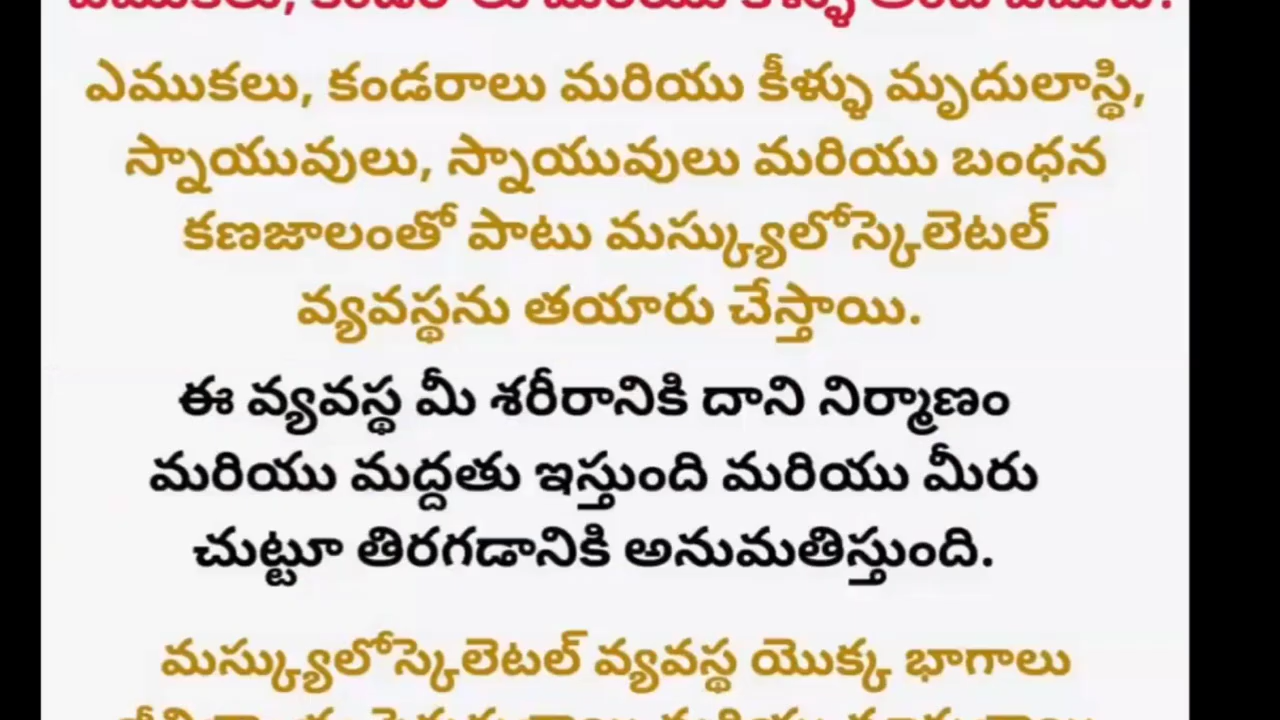 ఎముకలు, కండరాలు మరియు కీళ్ళు మృదులాస్థి,
స్నాయువులు, స్నాయువులు మరియు బంధన
కణజాలంతో పాటు మస్క్యులోస్కెలెటల్
వ్యవస్థను తయారు చేస్తాయి.
ఈ వ్యవస్థ మీ శరీరానికి దాని నిర్మాణం
మరియు మద్దతు ఇస్తుంది మరియు మీరు
చుట్టూ తిరగడానికి అనుమతిస్తుంది.
మస్క్యులోస్కెలెటల్ వ్యవస్థ యొక్క భాగాలు